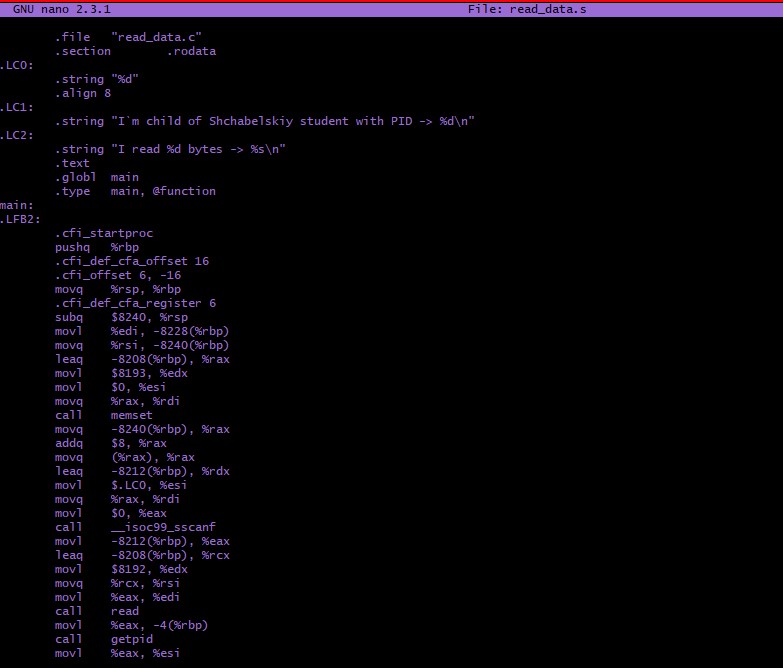 GNU nano 2.3.1 File: read_data.s
.file "read_data.c"
.section .rodata
.LC0:
.string "%d"
.align 8
.LC1:
.string "I`m child of Shchabelskiy student with PID -> %d\n"
.LC2:
.string "I read %d bytes -> %s\n"
.text
.globl main
.type main, @function
main:
.LFB2:
.cfi_startproc
pushq %rbp
.cfi_def_cfa_offset 16
.cfi_offset 6, -16
movq %rsp, %rbp
.cfi_def_cfa_register 6
subq $8240, %rsp
movl %edi, -8228(%rbp)
movq %rsi, -8240(%rbp)
leaq -8208(%rbp), %rax
movl $8193, %edx
movl $0, %esi
movq %rax, %rdi
call memset
movq -8240(%rbp), %rax
addq $8, %rax
movq (%rax), %rax
leaq -8212(%rbp), %rdx
movl $.LC0, %esi
movq %rax, %rdi
movl $0, %eax
call __isoc99_sscanf
movl -8212(%rbp), %eax
leaq -8208(%rbp), %rcx
movl $8192, %edx
movq %rcx, %rsi
movl %eax, %edi
call read
movl %eax, -4(%rbp)
call getpid
movl %eax, %esi